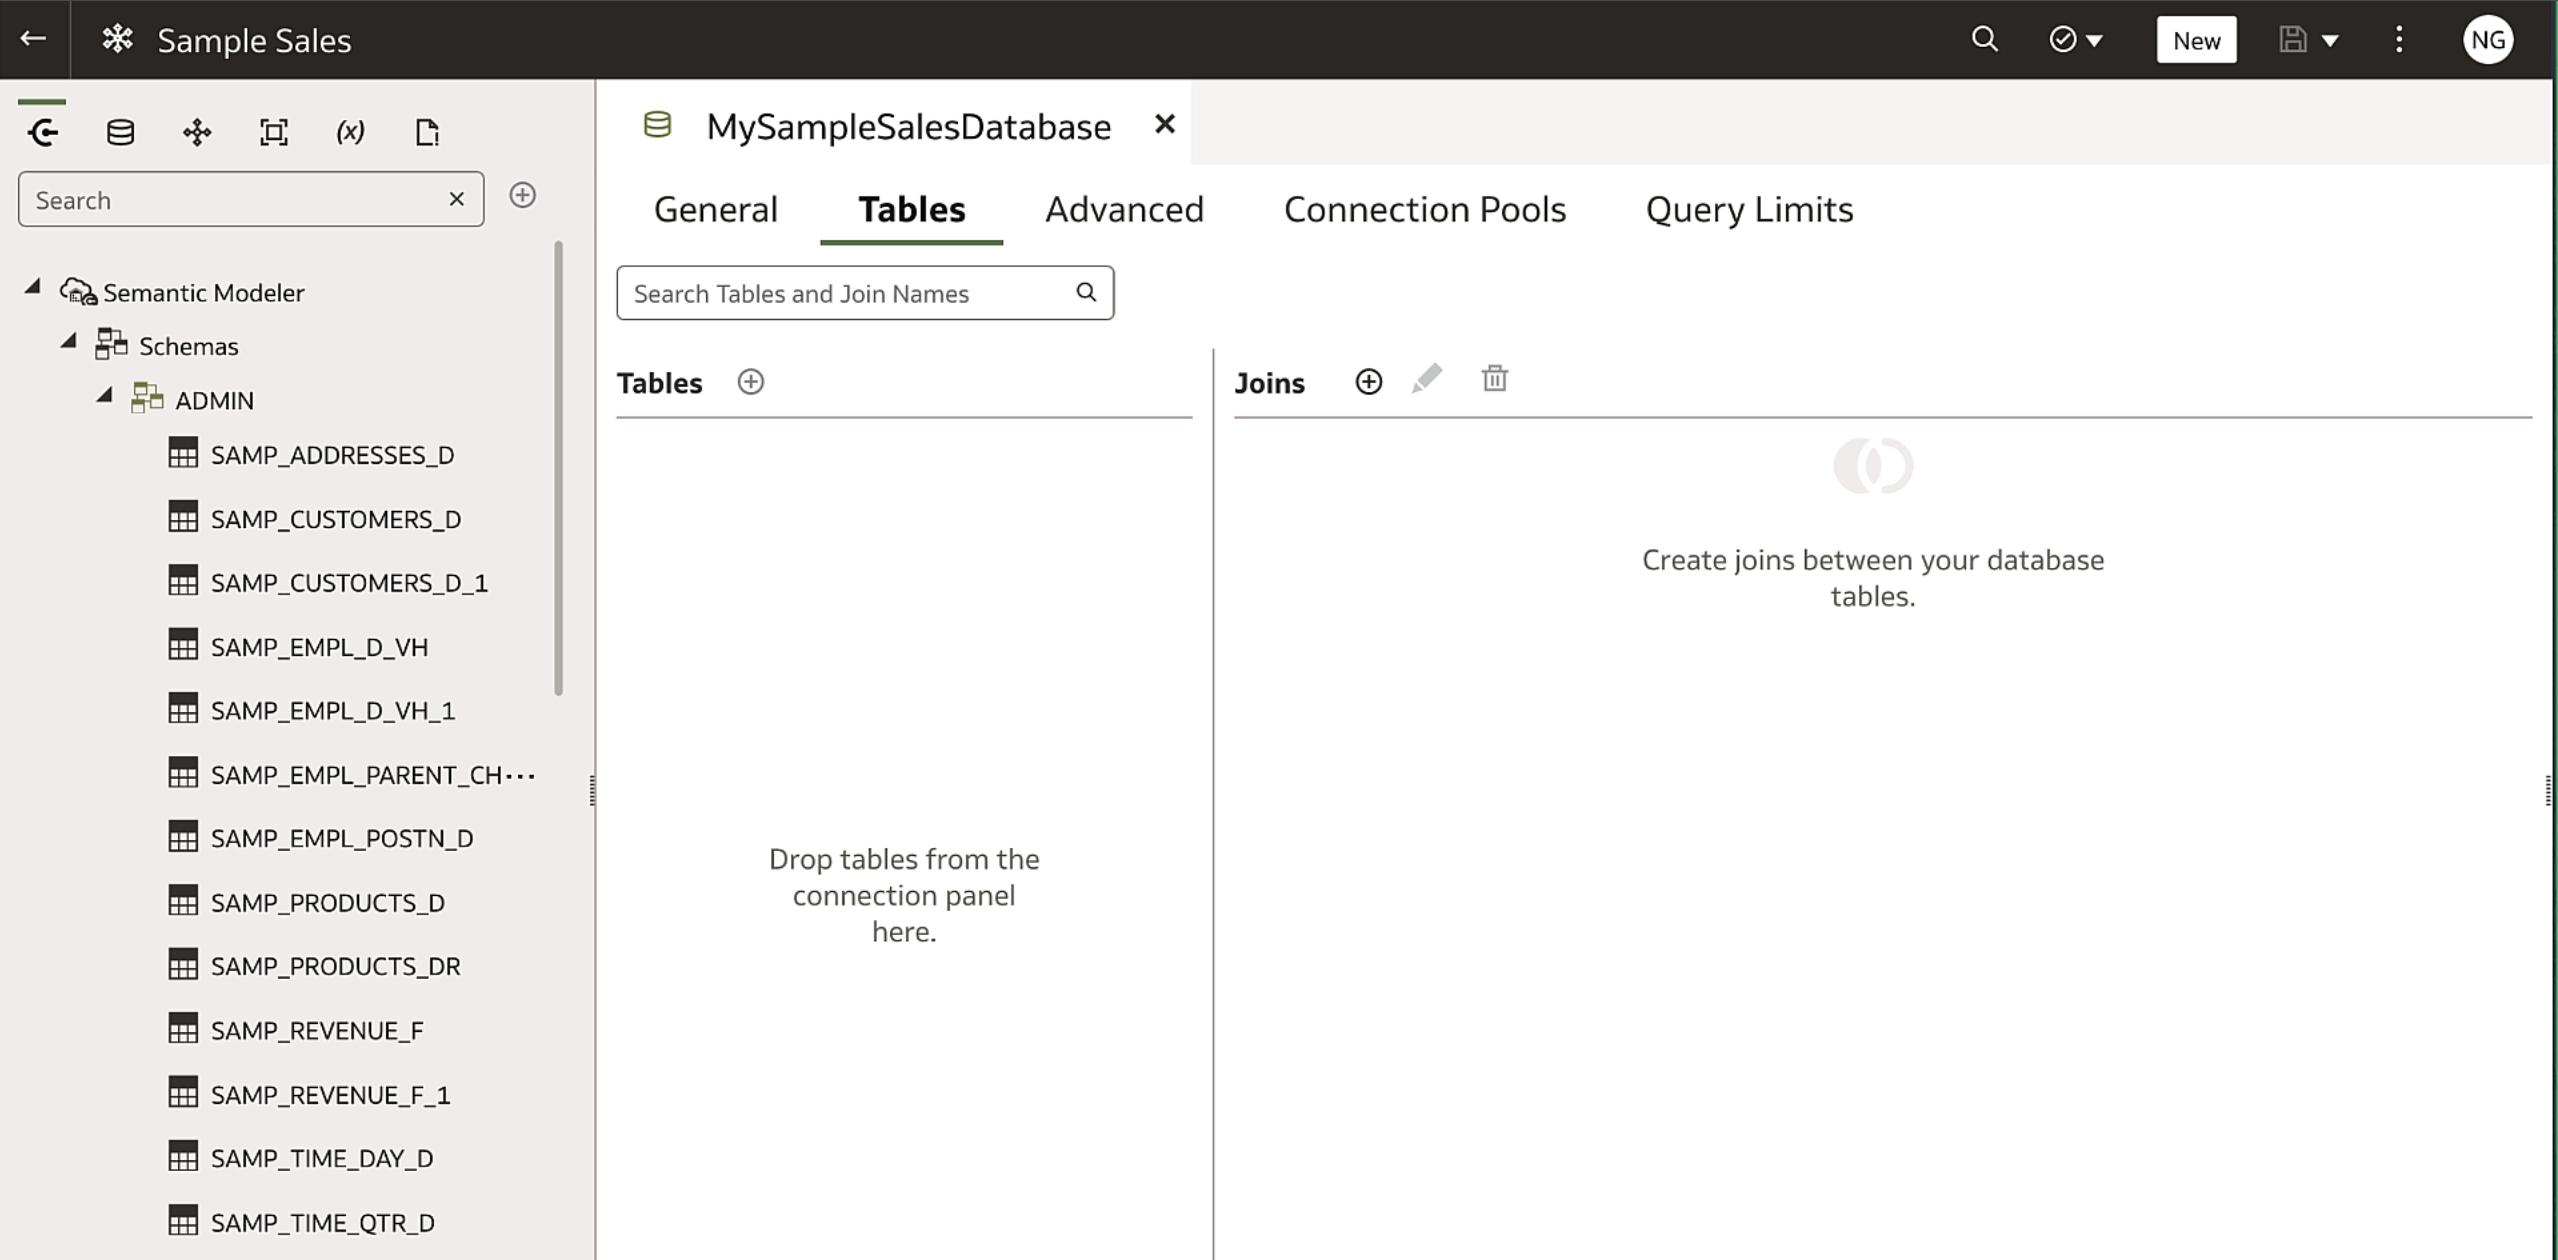 Sample Sales
New
NG
(x)
Search
Semantic Modeler
Schemas
ADMIN
SAMP_ADDRESSES_D
SAMP_CUSTOMERS_D
SAMP_CUSTOMERS_D_1
SAMP_EMPL_D_VH
SAMP_EMPL_D_VH_1
SAMP_EMPL_PARENT_CH...
SAMP_EMPL_POSTN_D
SAMP_PRODUCTS_D
SAMP_PRODUCTS_DR
SAMP_REVENUE_F
SAMP_REVENUE_F_1
SAMP_TIME_DAY_D
SAMP_TIME_QTR_D
MySampleSalesDatabase
General Tables Advanced Connection Pools Query Limits
Search Tables and Join Names
Tables
Drop tables from the
connection panel
here.
Joins
Create joins between your database
tables.